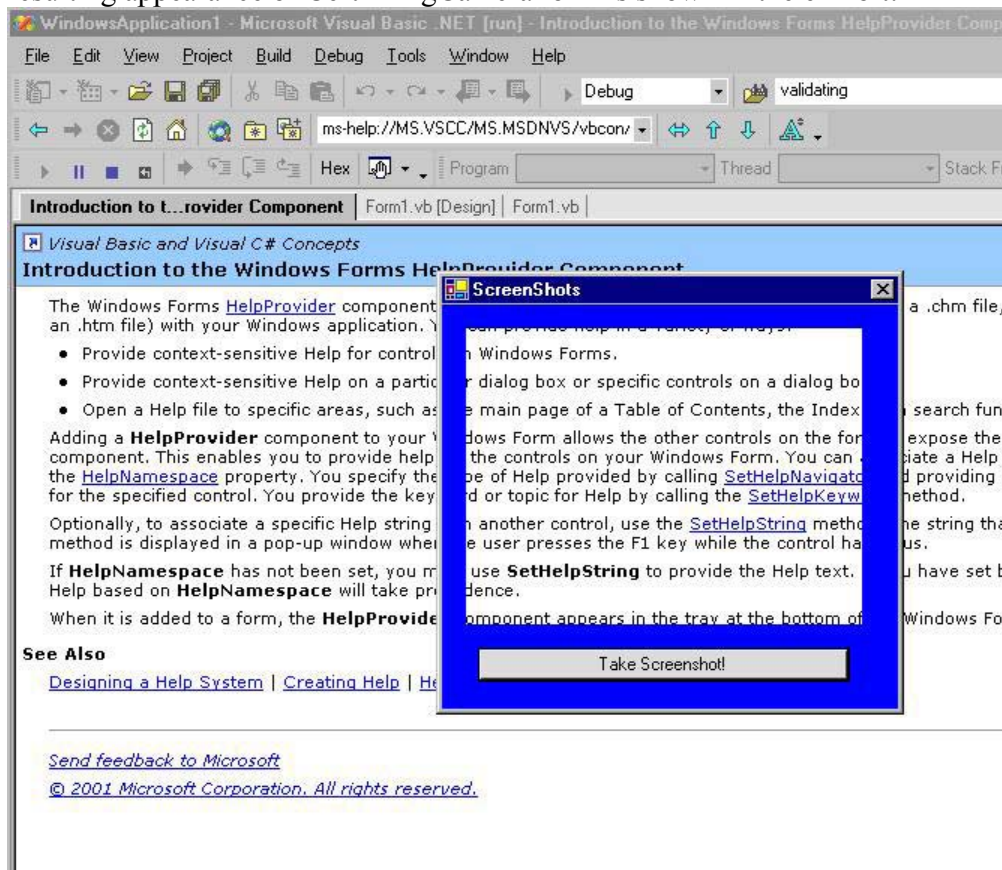 WindowsApplication1 - Microsoft Visual Basic .NET [run] - Introduction to the Windows Forms HelpProvider Comp
File Edit View Project Build Debug Tools Window Help
Debug validating
ms-help://MS.VSCC/MS.MSDNVS/vbcon/
Hex Program Thread Stack F
Introduction to t...rovider Component Form1.vb [Design] Form1.vb
Visual Basic and Visual C# Concepts
Introduction to the Windows Forms HelpProvider Component
ScreenShots
The Windows Forms HelpProvider component a .chm file,
an .htm file) with your Windows application. Y can provide help in a variety of ways:
• Provide context-sensitive Help for control n Windows Forms.
• Provide context-sensitive Help on a partic r dialog box or specific controls on a dialog bo
• Open a Help file to specific areas, such as e main page of a Table of Contents, the Index search fun
Adding a HelpProvider component to your dows Form allows the other controls on the for expose the
component. This enables you to provide help the controls on your Windows Form. You can ciate a Help
the HelpNamespace property. You specify the pe of Help provided by calling SetHelpNavigato d providing
for the specified control. You provide the key rd or topic for Help by calling the SetHelpKeyw method.
Optionally, to associate a specific Help string h another control, use the SetHelpString metho he string tha
method is displayed in a pop-up window wher e user presses the F1 key while the control ha us.
If HelpNamespace has not been set, you m use SetHelpString to provide the Help text. u have set b
Help based on HelpNamespace will take pr dence.
When it is added to a form, the HelpProvide omponent appears in the tray at the bottom of Windows Fo
Take Screenshot!
See Also
Designing a Help System | Creating Help | He
Send feedback to Microsoft
© 2001 Microsoft Corporation. All rights reserved.